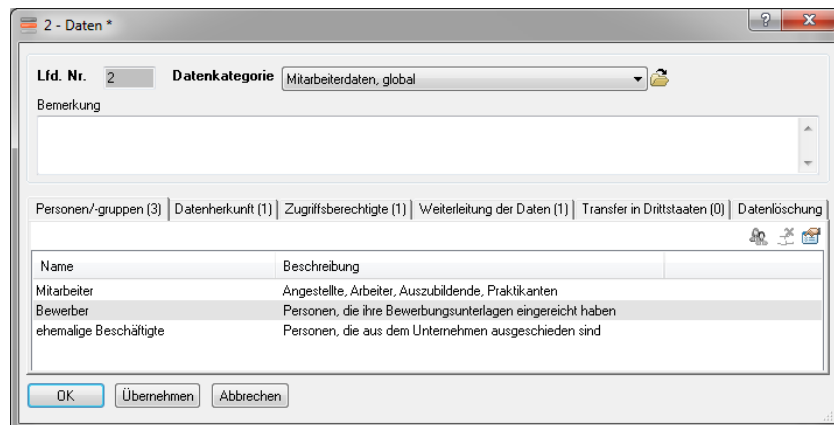 2 - Daten *
Lfd. Nr. 2 Datenkategorie Mitarbeiterdaten, global
Bemerkung
Personen/-gruppen (3) Datenherkunft (1) Zugriffsberechtigte (1) Weiterleitung der Daten (1) Transfer in Drittstaaten (0) Datenlöschung
Name Beschreibung
Mitarbeiter Angestellte, Arbeiter, Auszubildende, Praktikanten
Bewerber Personen, die ihre Bewerbungsunterlagen eingereicht haben
ehemalige Beschäftigte Personen, die aus dem Unternehmen ausgeschieden sind
OK Übernehmen Abbrechen